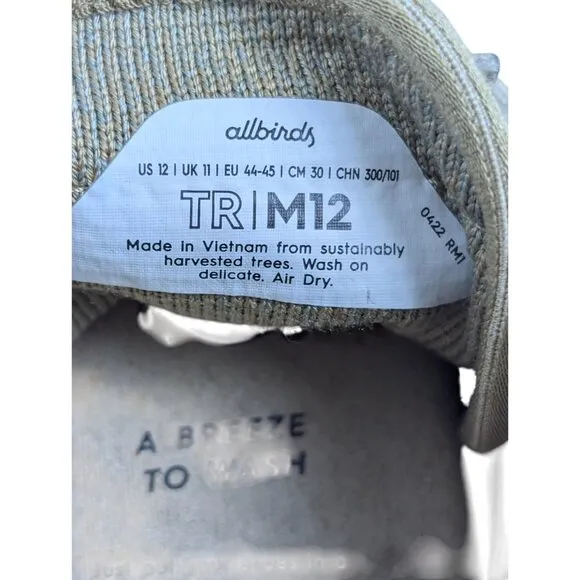 allbirds
US 12 | UK 11 | EU 44-45 | CM 30 | CHN 300/101
TR|M12
Made in Vietnam from sustainably
harvested trees. Wash on
delicate. Air Dry.
0422 RM1
A BREEZE
TO WASH